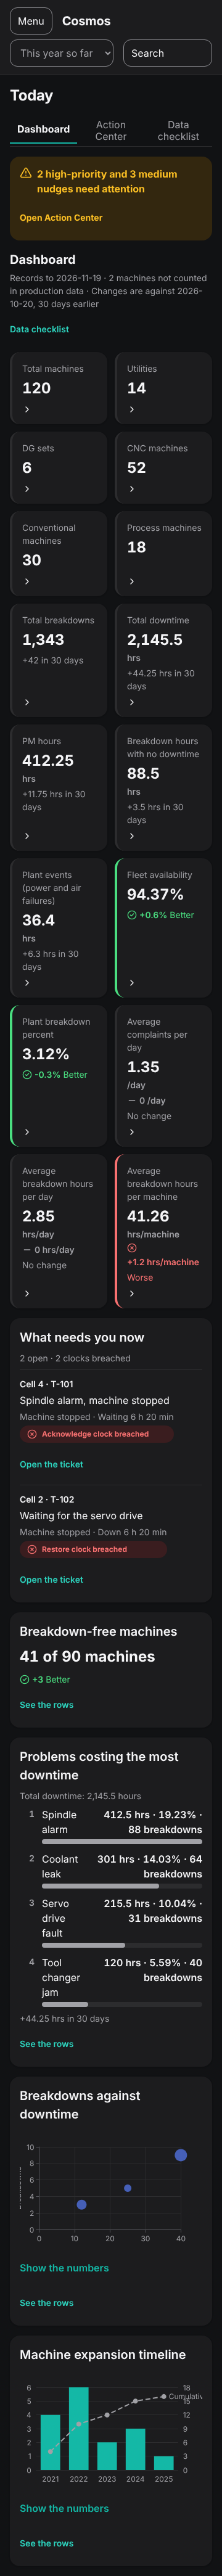 Menu
Cosmos
This year so far
Search
Today
Dashboard
Action
Center
Data
checklist
2 high-priority and 3 medium
nudges need attention
Open Action Center
Dashboard
Records to 2026-11-19 · 2 machines not counted
in production data · Changes are against 2026-
10-20, 30 days earlier
Data checklist
Total machines
120
Utilities
14
DG sets
6
CNC machines
52
Conventional
machines
30
Process machines
18
Total breakdowns
1,343
+42 in 30 days
Total downtime
2,145.5
hrs
+44.25 hrs in 30
days
PM hours
412.25
hrs
+11.75 hrs in 30
days
Breakdown hours
with no downtime
88.5
hrs
+3.5 hrs in 30
days
Plant events
(power and air
failures)
36.4
hrs
+6.3 hrs in 30
days
Fleet availability
94.37%
+0.6% Better
Plant breakdown
percent
3.12%
-0.3% Better
Average
complaints per
day
1.35
/day
— 0 /day
No change
Average
breakdown hours
per day
2.85
hrs/day
— 0 hrs/day
No change
Average
breakdown hours
per machine
41.26
hrs/machine
+1.2 hrs/machine
Worse
What needs you now
2 open · 2 clocks breached
Cell 4 · T-101
Spindle alarm, machine stopped
Machine stopped · Waiting 6 h 20 min
Acknowledge clock breached
Open the ticket
Cell 2 · T-102
Waiting for the servo drive
Machine stopped · Down 6 h 20 min
Restore clock breached
Open the ticket
Breakdown-free machines
41 of 90 machines
+3 Better
See the rows
Problems costing the most
downtime
Total downtime: 2,145.5 hours
1 Spindle alarm 412.5 hrs · 19.23% · 88 breakdowns
2 Coolant leak 301 hrs · 14.03% · 64 breakdowns
3 Servo drive fault 215.5 hrs · 10.04% · 31 breakdowns
4 Tool changer jam 120 hrs · 5.59% · 40 breakdowns
+44.25 hrs in 30 days
See the rows
Breakdowns against
downtime
10
8
6
4
2
0
0 10 20 30 40
Show the numbers
See the rows
Machine expansion timeline
6 18
5 15
4 12
3 9
2 6
1 3
0 0
Cumulativ
2021 2022 2023 2024 2025
Show the numbers
See the rows